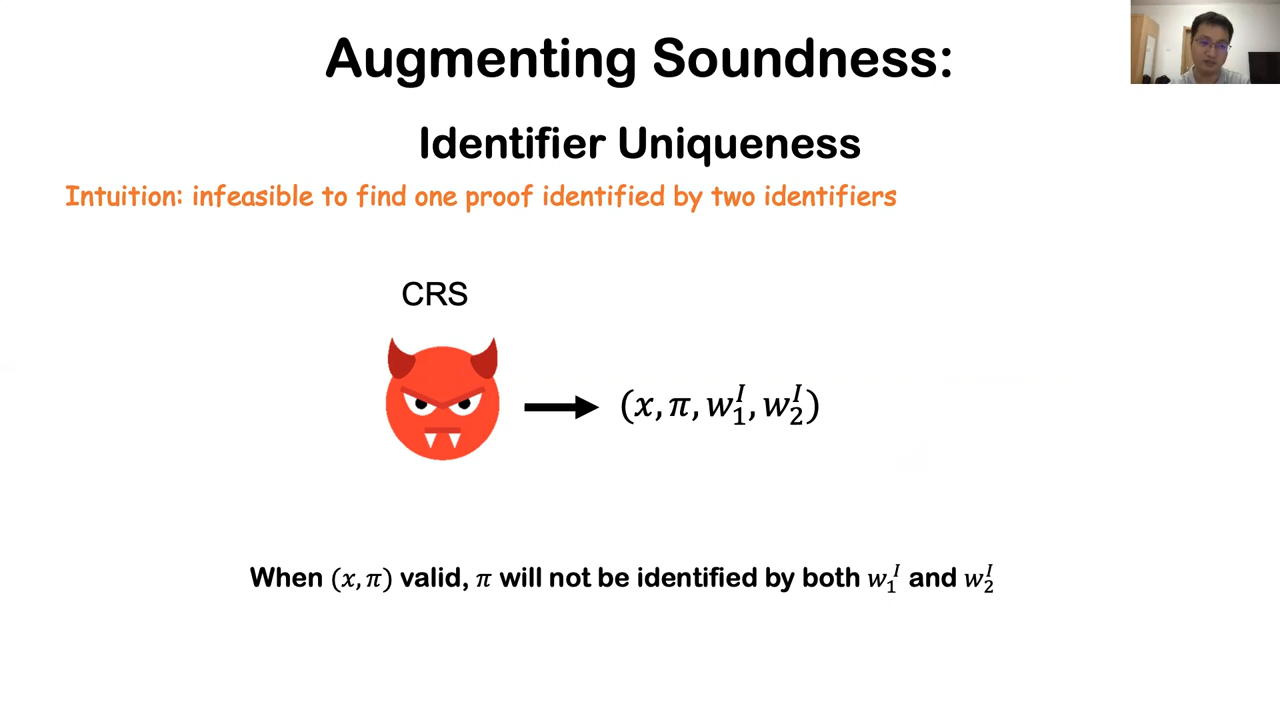 Augmenting Soundness:
Identifier Uniqueness
Intuition: infeasible to find one proof identified by two identifiers
CRS
(x, π, w₁ᴵ, w₂ᴵ)
When (x, π) valid, π will not be identified by both w₁ᴵ and w₂ᴵ